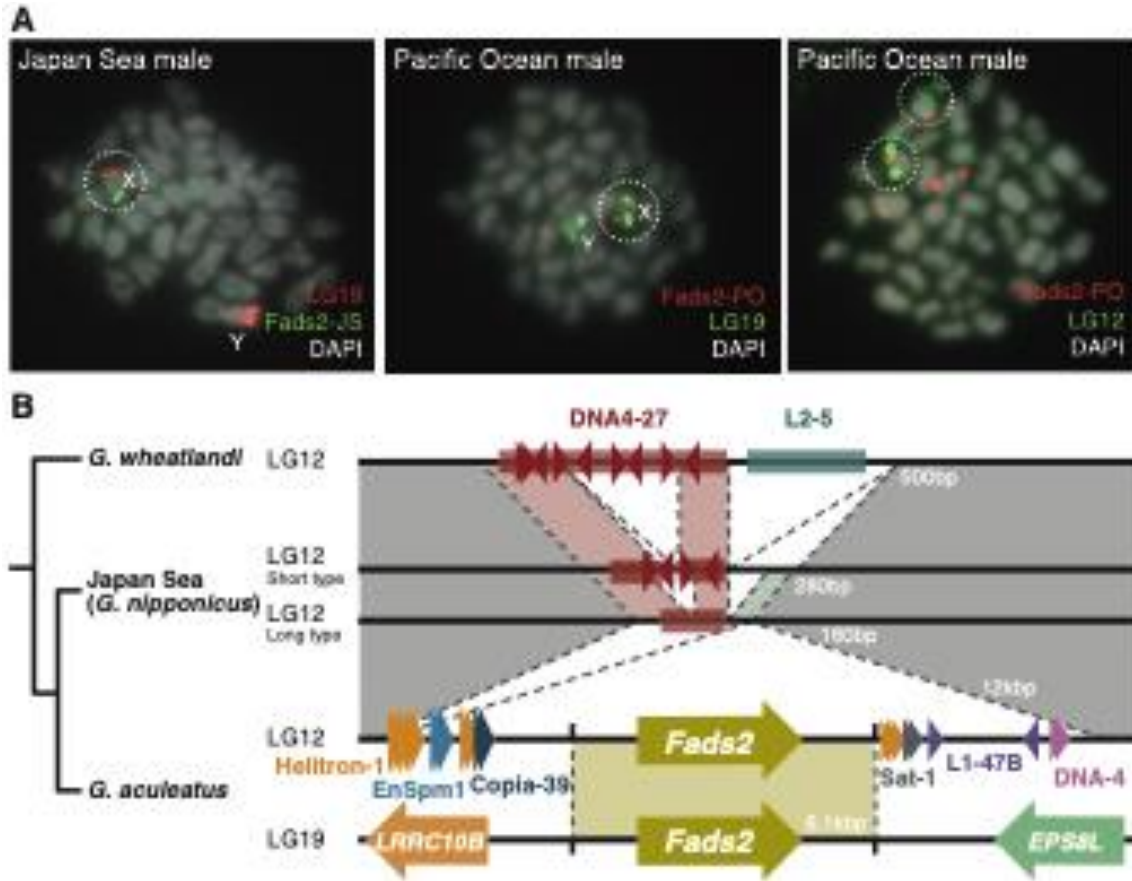 A
Japan Sea male
Pacific Ocean male
Pacific Ocean male
X
X
Y
LG19
Fads2-JS
DAPI
Y
Fads2-PO
LG19
DAPI
Fads2-PO
LG12
DAPI
B
DNA4-27
L2-5
G. wheatlandi
LG12
500bp
Japan Sea
(G. nipponicus)
LG12
Short type
280bp
LG12
Long type
160bp
12kbp
LG12
Fads2
Helitron-1
EnSpm1
Copia-39
Sat-1
L1-47B
DNA-4
G. aculeatus
LG19
LRRC10B
Fads2
EPS8L